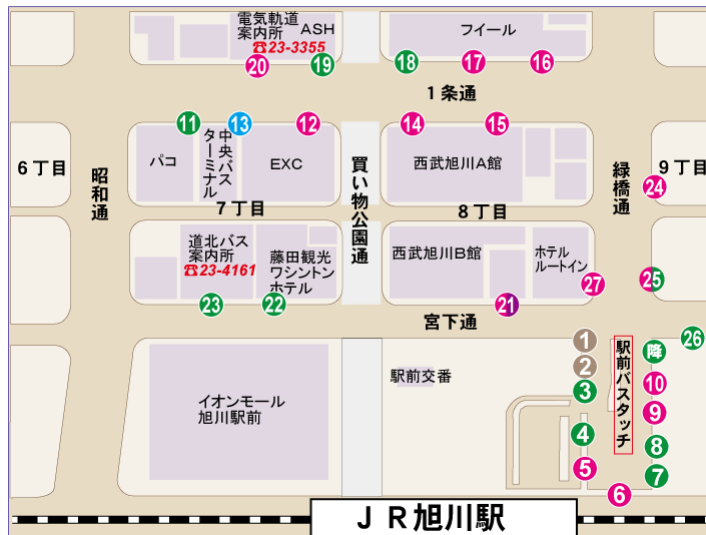 電気軌道
案内所
ASH
☎23-3355
フイール
20
19
18
17
16
1条通
11
13
12
14
15
6丁目
昭和通
パコ
中央バス
ターミナル
EXC
買い物公園通
西武旭川A館
緑橋通
9丁目
24
7丁目
8丁目
道北バス
案内所
☎23-4161
藤田観光
ワシントン
ホテル
西武旭川B館
ホテル
ルートイン
25
27
23
22
21
宮下通
26
1
2
3
4
5
6
駅前バスタッチ
降
10
9
8
7
イオンモール
旭川駅前
駅前交番
JR旭川駅